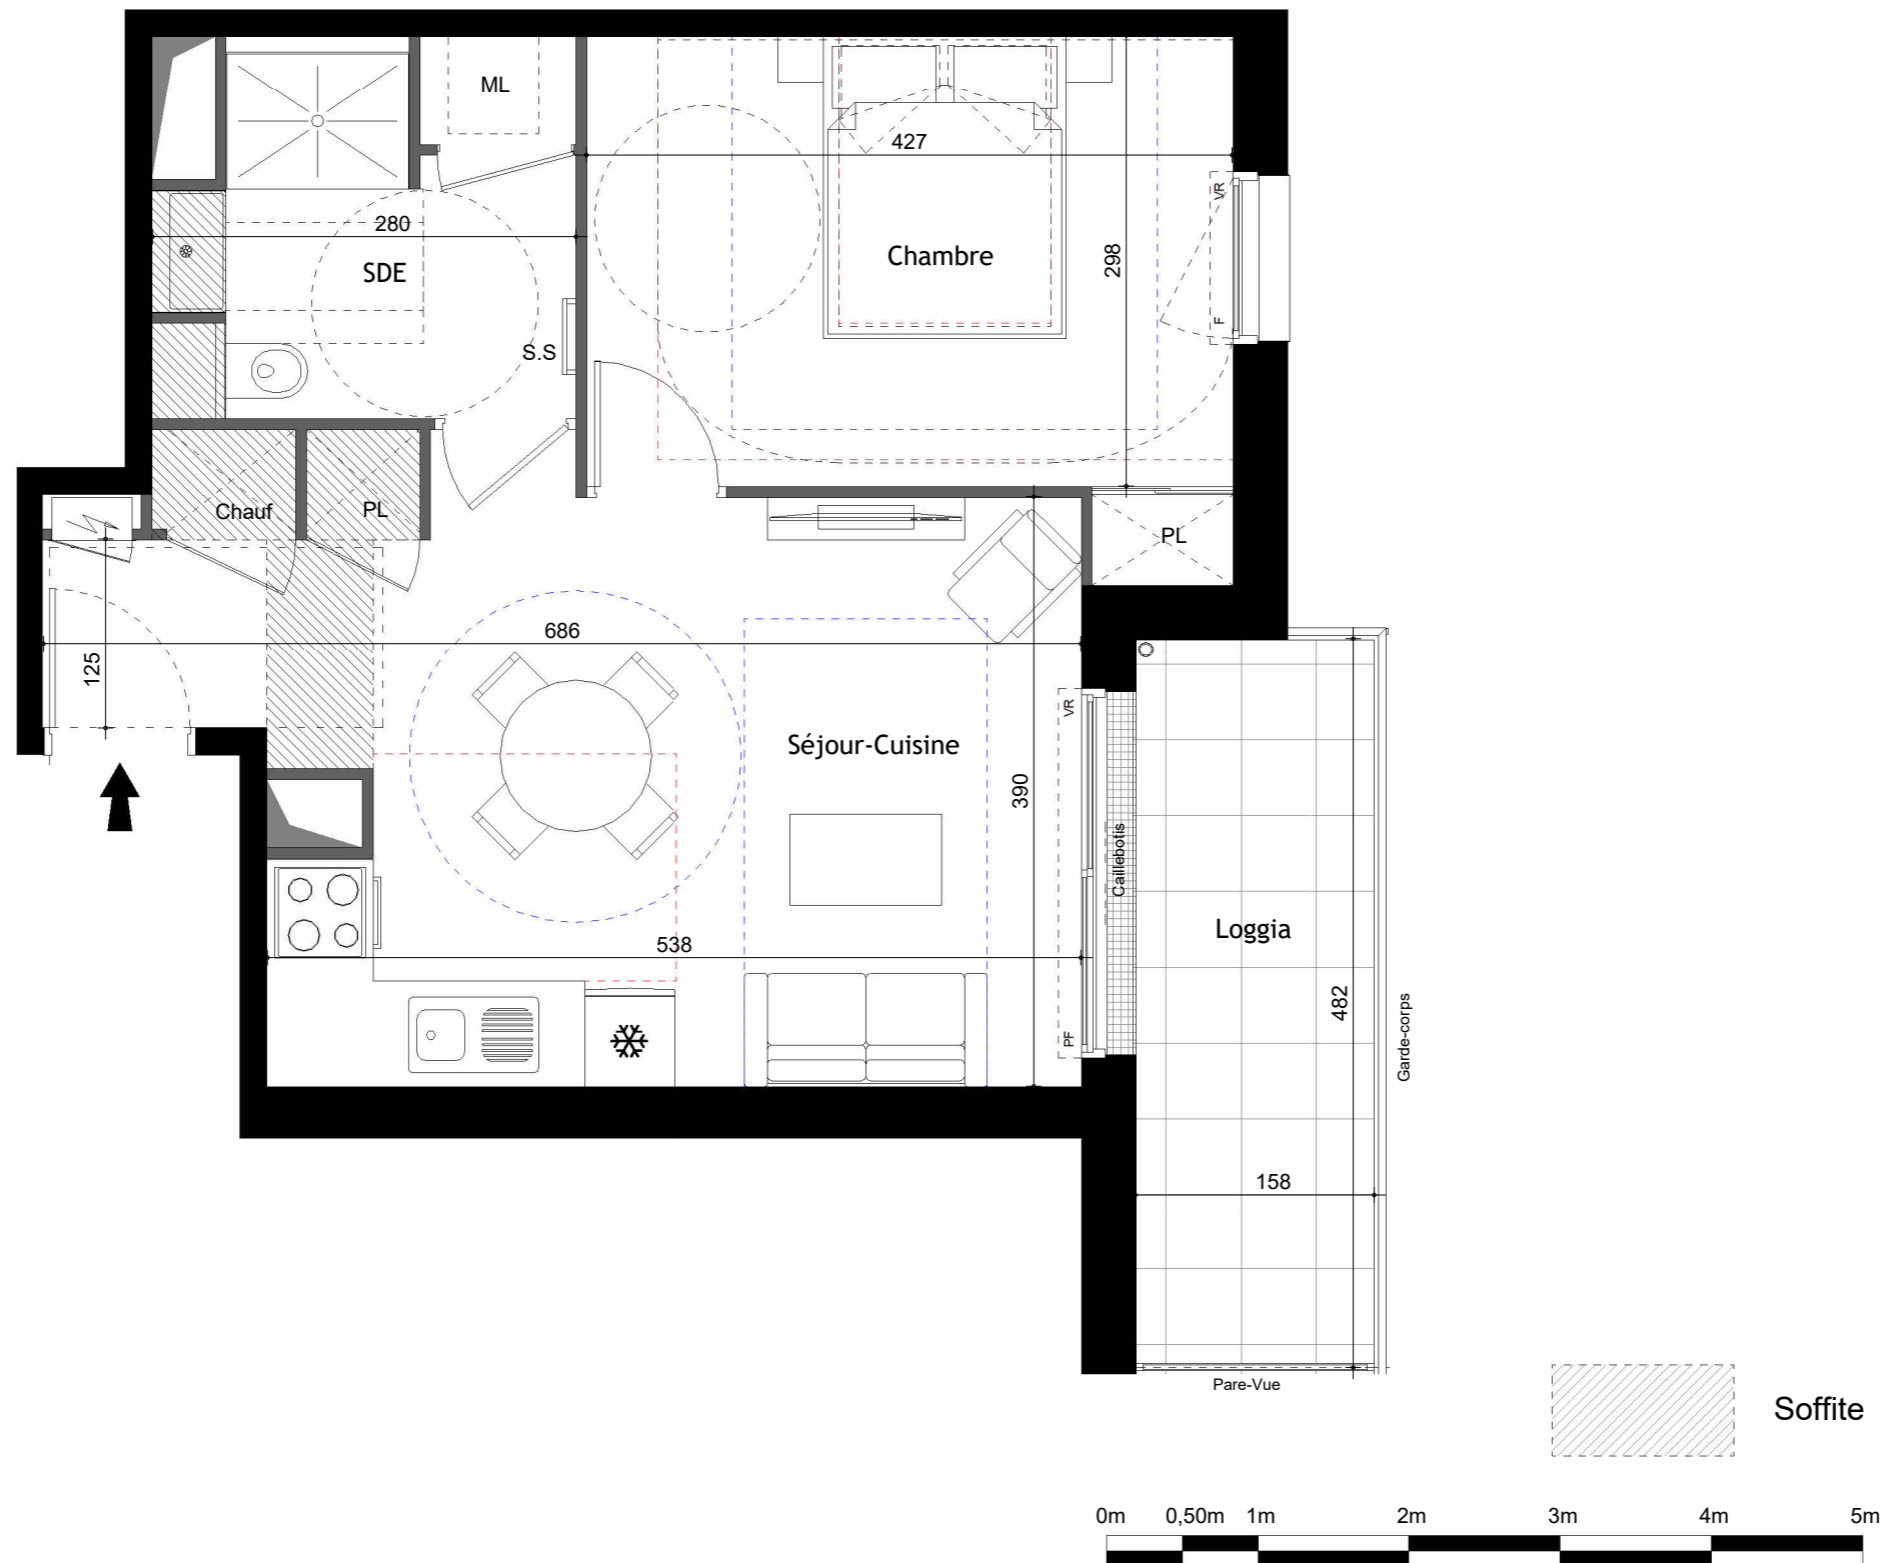 ML
427
VR
280
Chambre
298
SDE
F
S.S
Chauf
PL
PL
686
125
VR
Séjour-Cuisine
390
Caillebotis
Loggia
538
482
Garde-corps
PF
158
Pare-Vue
Soffite
0m 0,50m 1m 2m 3m 4m 5m